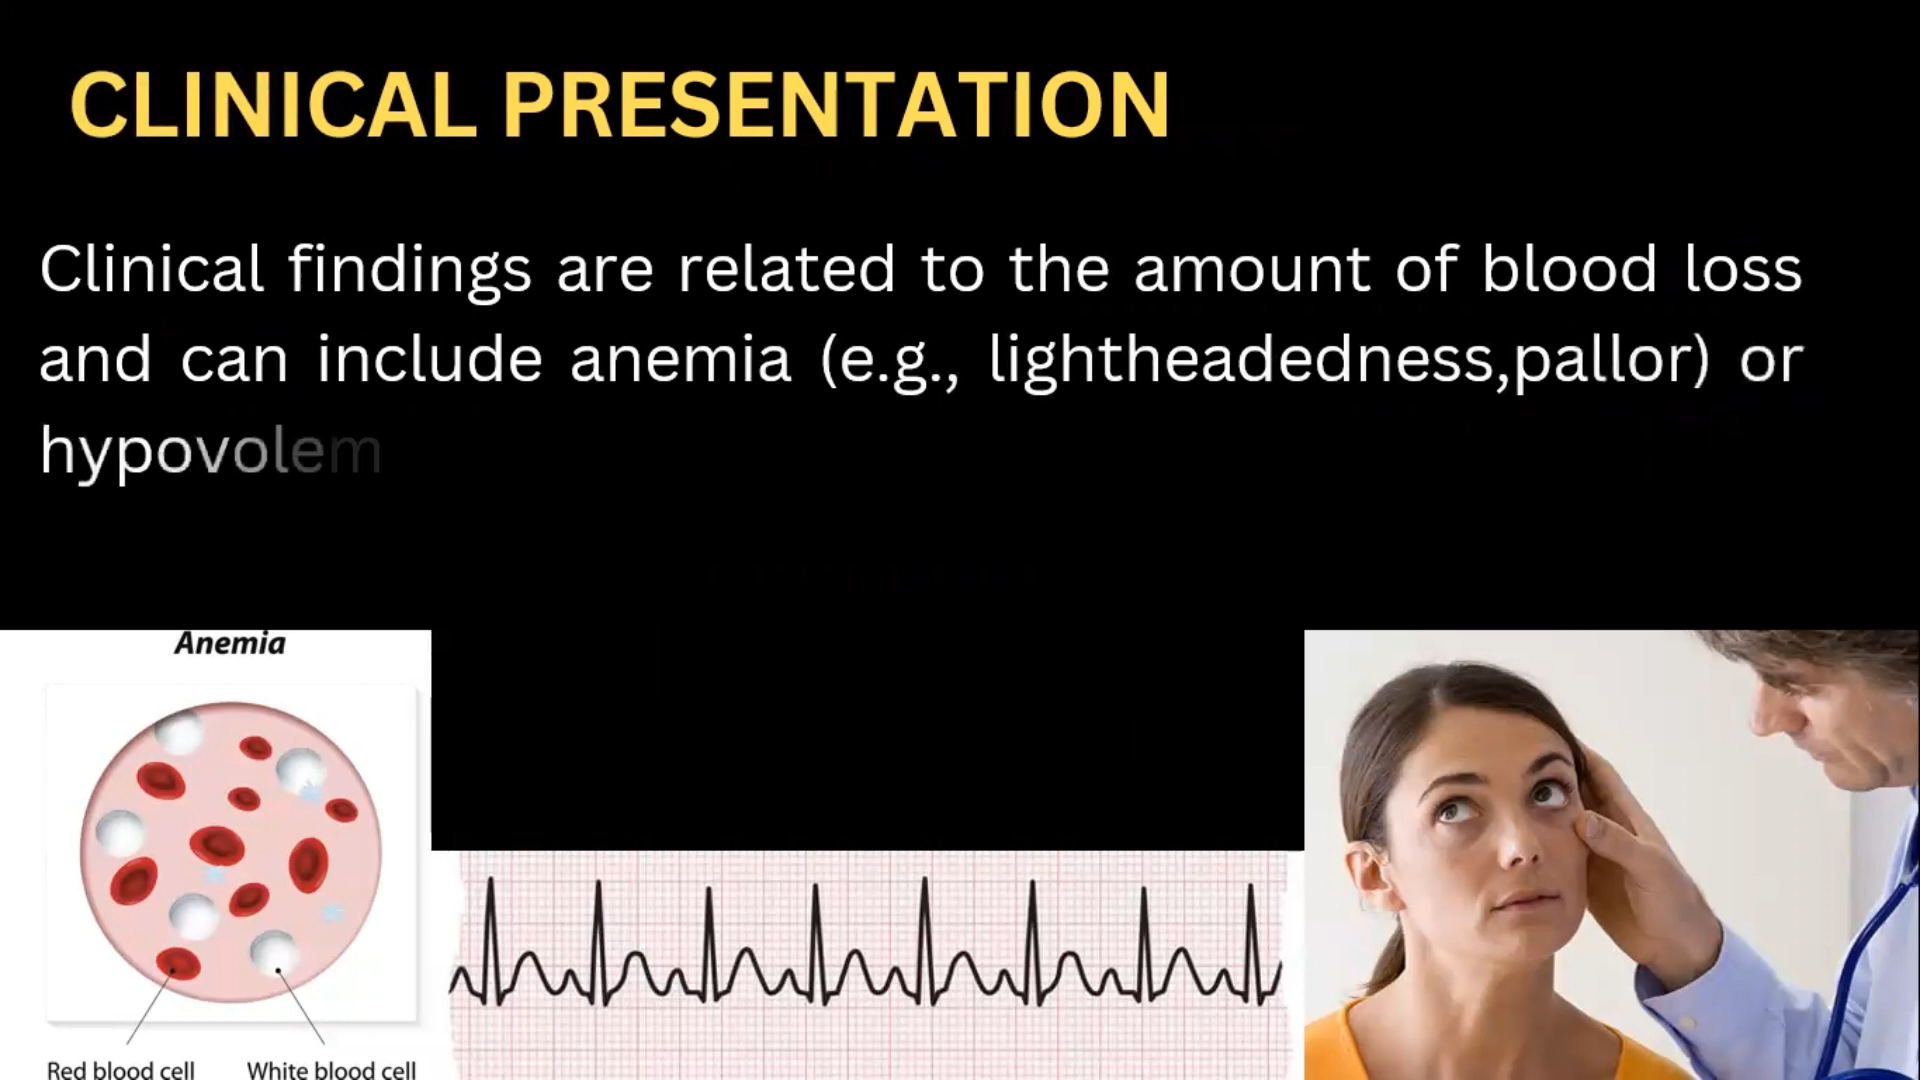 CLINICAL PRESENTATION
Clinical findings are related to the amount of blood loss
and can include anemia (e.g., lightheadedness,pallor) or
hypovolem
Anemia
Red blood cell White blood cell